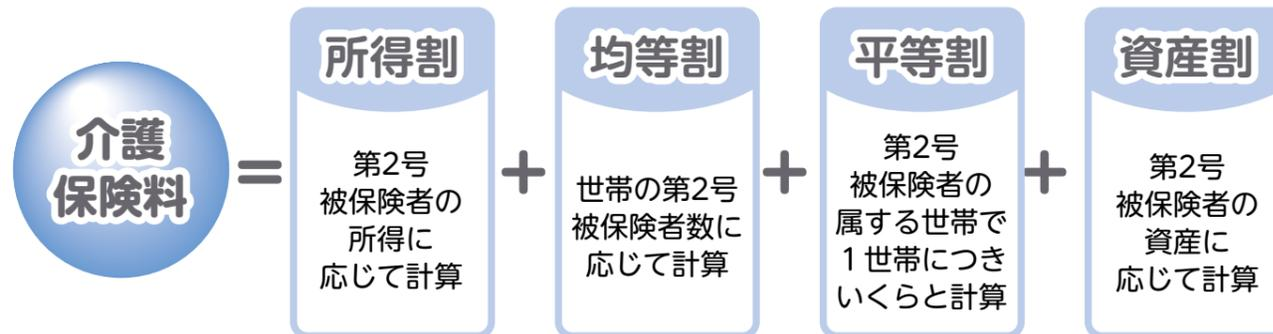 介護
保険料
=
所得割
第2号
被保険者の
所得に
応じて計算
+
均等割
世帯の第2号
被保険者数に
応じて計算
+
平等割
第2号
被保険者の
属する世帯で
1世帯につき
いくらと計算
+
資産割
第2号
被保険者の
資産に
応じて計算